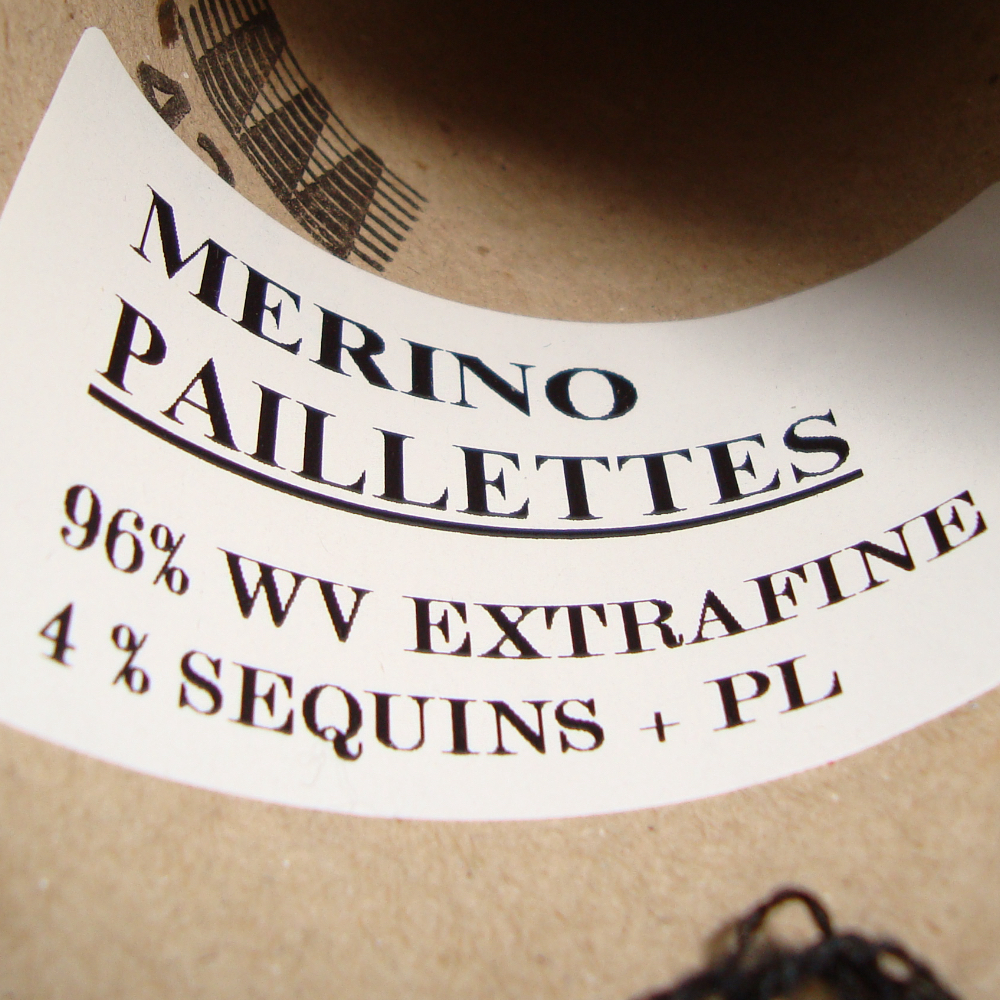 MERINO
PAILLETTES
96% WV EXTRAFINE
4 % SEQUINS + PL